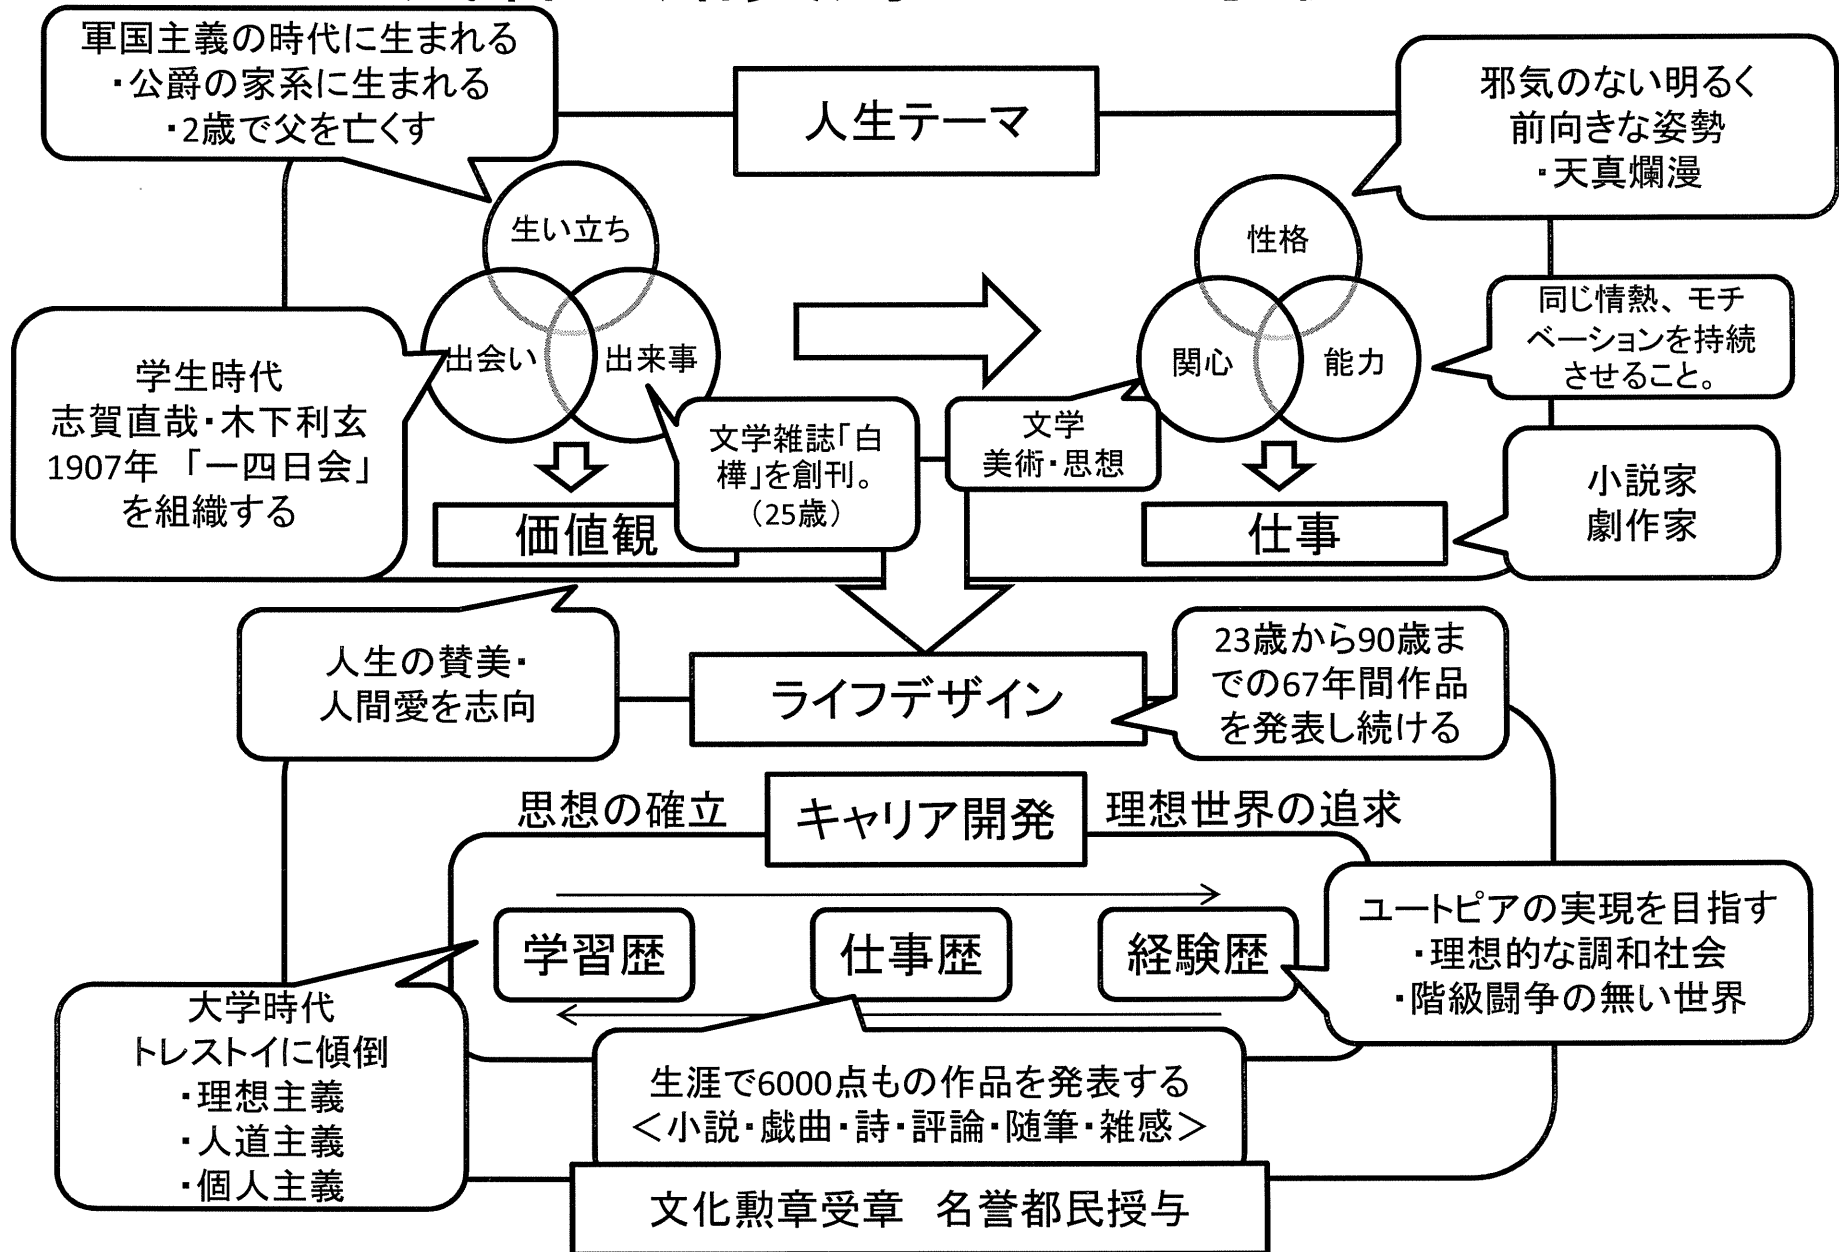 軍国主義の時代に生まれる
・公爵の家系に生まれる
・2歳で父を亡くす
人生テーマ
邪気のない明るく
前向きな姿勢
・天真爛漫
生い立ち
出会い
出来事
性格
関心
能力
同じ情熱、モチ
ベーションを持続
させること。
学生時代
志賀直哉・木下利玄
1907年 「一四日会」
を組織する
文学雑誌「白
樺」を創刊。
（25歳）
文学
美術・思想
小説家
劇作家
価値観
仕事
人生の賛美・
人間愛を志向
ライフデザイン
23歳から90歳ま
での67年間作品
を発表し続ける
思想の確立
キャリア開発
理想世界の追求
学習歴
仕事歴
経験歴
ユートピアの実現を目指す
・理想的な調和社会
・階級闘争の無い世界
大学時代
トレストイに傾倒
・理想主義
・人道主義
・個人主義
生涯で6000点もの作品を発表する
＜小説・戯曲・詩・評論・随筆・雑感＞
文化勲章受章 名誉都民授与